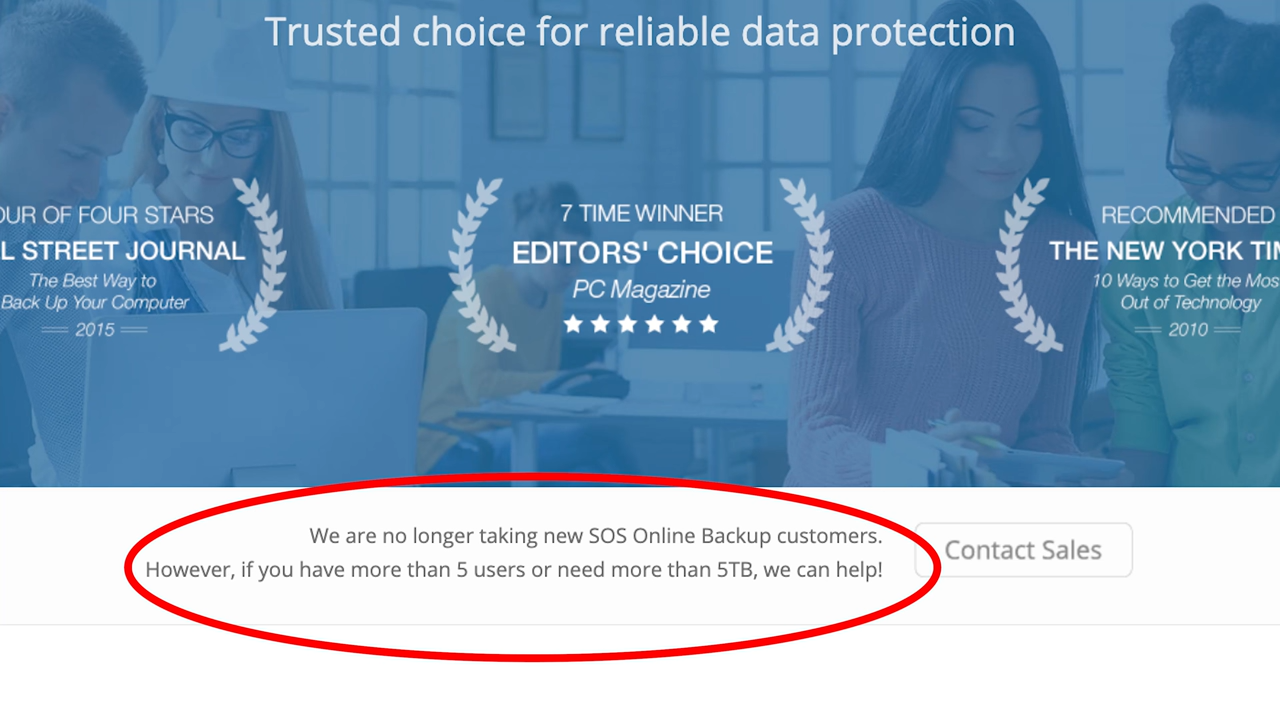 Trusted choice for reliable data protection
OUR OF FOUR STARS
L STREET JOURNAL
The Best Way to
Back Up Your Computer
2015
7 TIME WINNER
EDITORS' CHOICE
PC Magazine
RECOMMENDED
THE NEW YORK TIM
10 Ways to Get the Mos
Out of Technology
2010
We are no longer taking new SOS Online Backup customers.
However, if you have more than 5 users or need more than 5TB, we can help!
Contact Sales